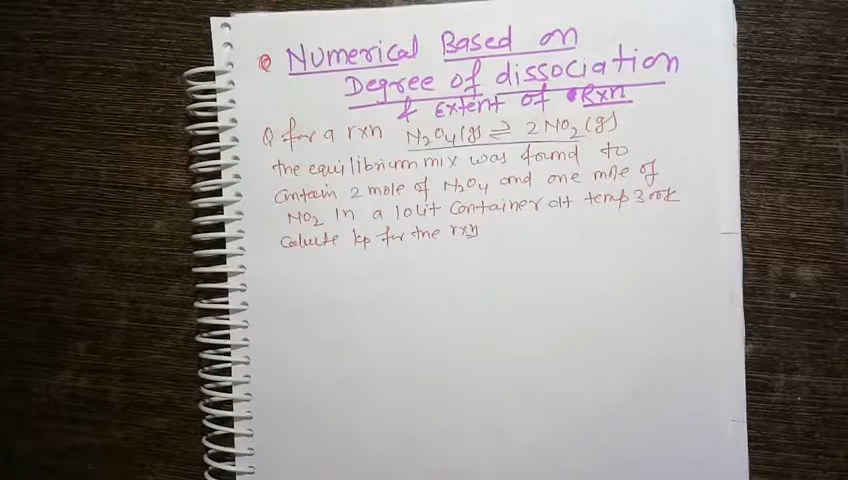 Q Numerical Based on
Degree of dissociation
& Extent of Rxn
Q for a rxn N₂O₄(g) ⇌ 2NO₂(g)
the equilibrium mix was found to
Contain 2 mole of N₂O₄ and one mole of
NO₂ in a 10 lit Container at temp 300K
kp for the rxn